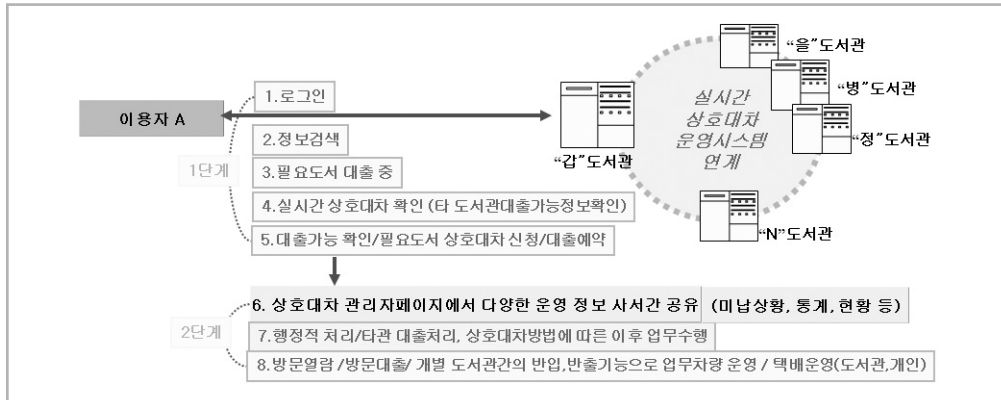 “을”도서관
“병”도서관
“정”도서관
“갑”도서관
“N”도서관
실시간
상호대차
운영시스템
연계
이용자 A
1단계
1.로그인
2.정보검색
3.필요도서 대출 중
4.실시간 상호대차 확인 (타 도서관대출가능정보확인)
5.대출가능 확인/필요도서 상호대차 신청/대출예약
2단계
6. 상호대차 관리자페이지에서 다양한 운영 정보 사서간 공유 (미납상황, 통계, 현황 등)
7.행정적 처리/타관 대출처리, 상호대차방법에 따른 이후 업무수행
8.방문열람 /방문대출/ 개별 도서관간의 반입,반출기능으로 업무차량 운영 / 택배운영(도서관,개인)